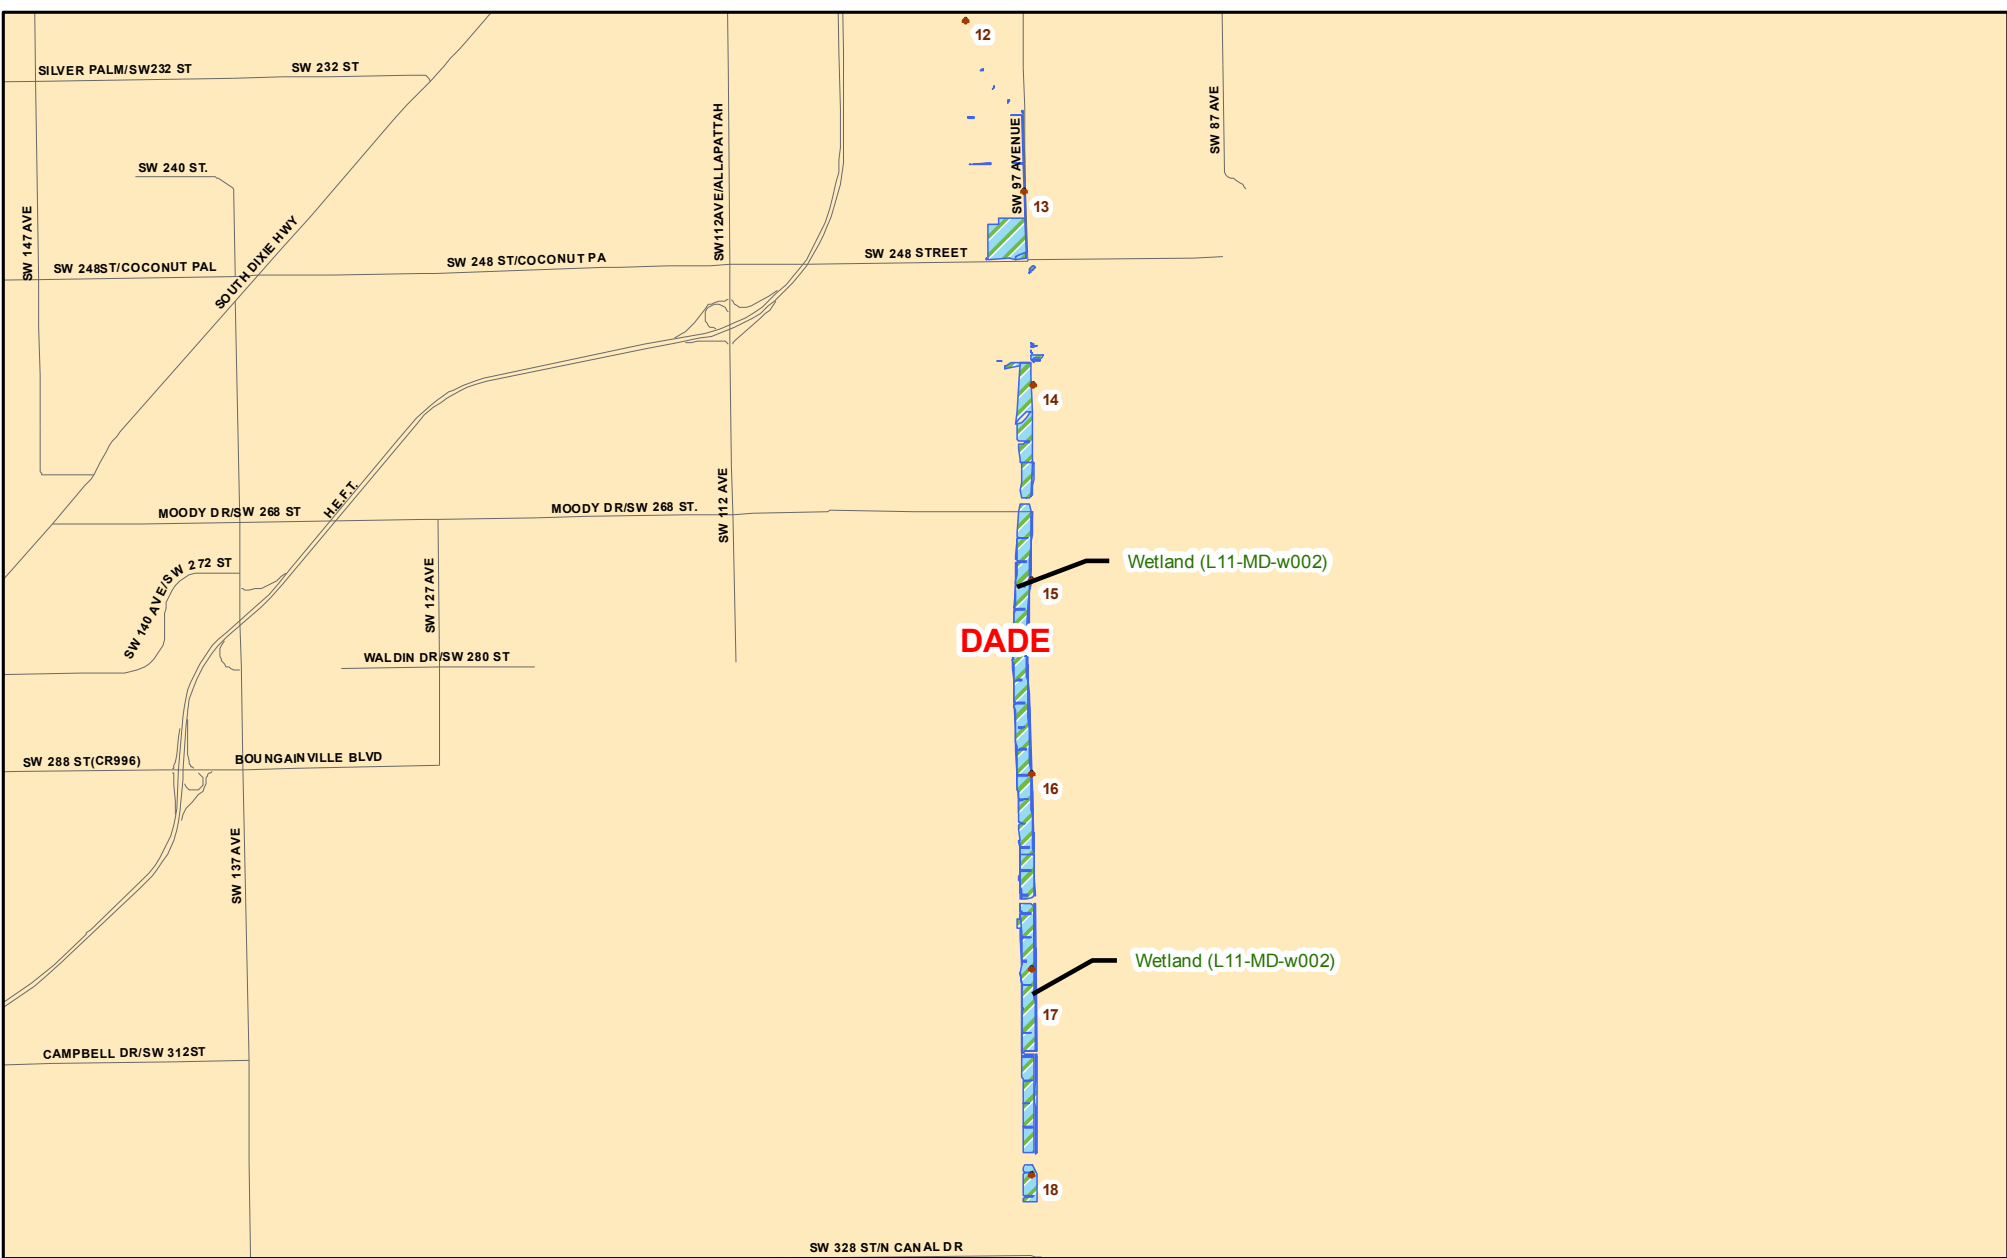 12
SILVER PALM/SW232 ST
SW 232 ST
SW 87 AVE
SW112AVE/ALLAPATTAH
SW 97 AVENUE
SW 240 ST.
13
SW 147 AVE
SOUTH DIXIE HWY
SW 248 STREET
SW 248 ST/COCONUT PA
SW 248ST/COCONUT PAL
14
H.E.F.T.
SW 112 AVE
MOODY DR/SW 268 ST
MOODY DR/SW 268 ST.
Wetland (L11-MD-w002)
SW 140 AVE/SW 272 ST
SW 127 AVE
15
DADE
WALDIN DR/SW 280 ST
SW 288 ST(CR996)
BOUNGAINVILLE BLVD
16
SW 137 AVE
Wetland (L11-MD-w002)
17
CAMPBELL DR/SW 312ST
18
SW 328 ST/N CANAL DR